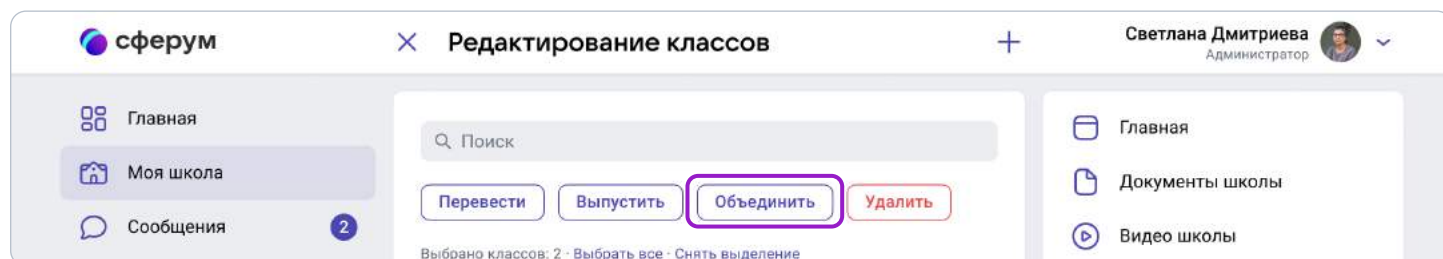 сферум
Редактирование классов
Светлана Дмитриева
Администратор
Главная
Моя школа
Сообщения
2
Поиск
Перевести
Выпустить
Объединить
Удалить
Выбрано классов: 2 · Выбрать все · Снять выделение
Главная
Документы школы
Видео школы